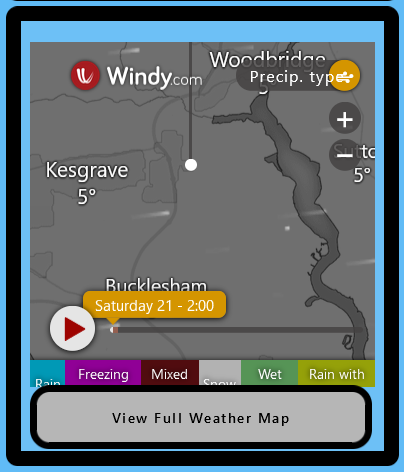 Woodbridge
5°
Windy.com
Precip. type
+
−
Kesgrave
5°
5°
Bucklesham
Saturday 21 - 2:00
Rain
Freezing
Mixed
Snow
Wet
Rain with
View Full Weather Map